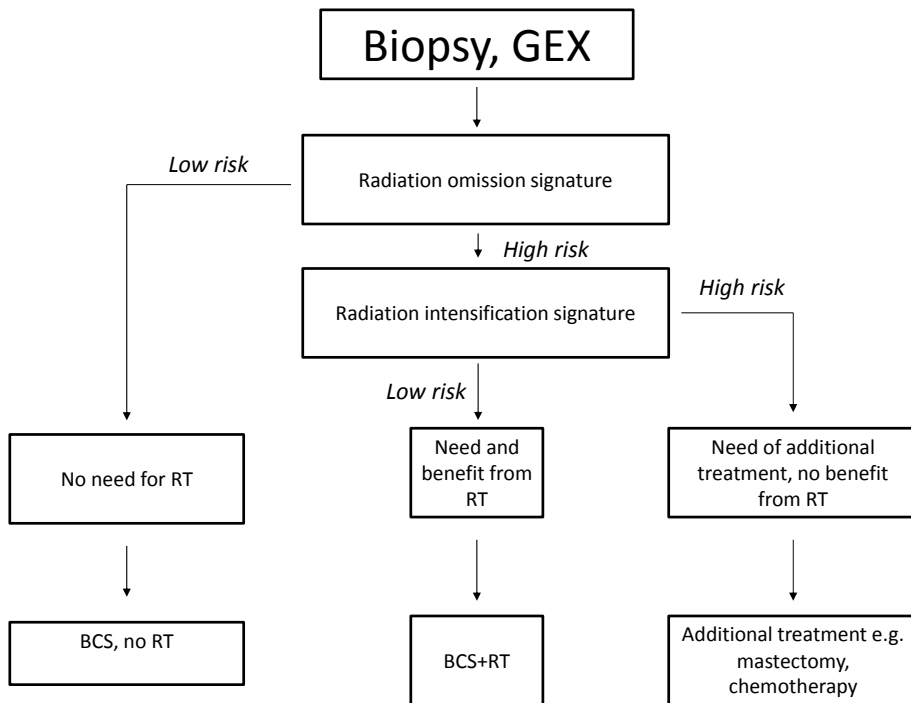 Biopsy, GEX
Low risk
Radiation omission signature
High risk
High risk
Radiation intensification signature
Low risk
No need for RT
Need and
benefit from
RT
Need of additional
treatment, no benefit
from RT
BCS, no RT
BCS+RT
Additional treatment e.g.
mastectomy,
chemotherapy